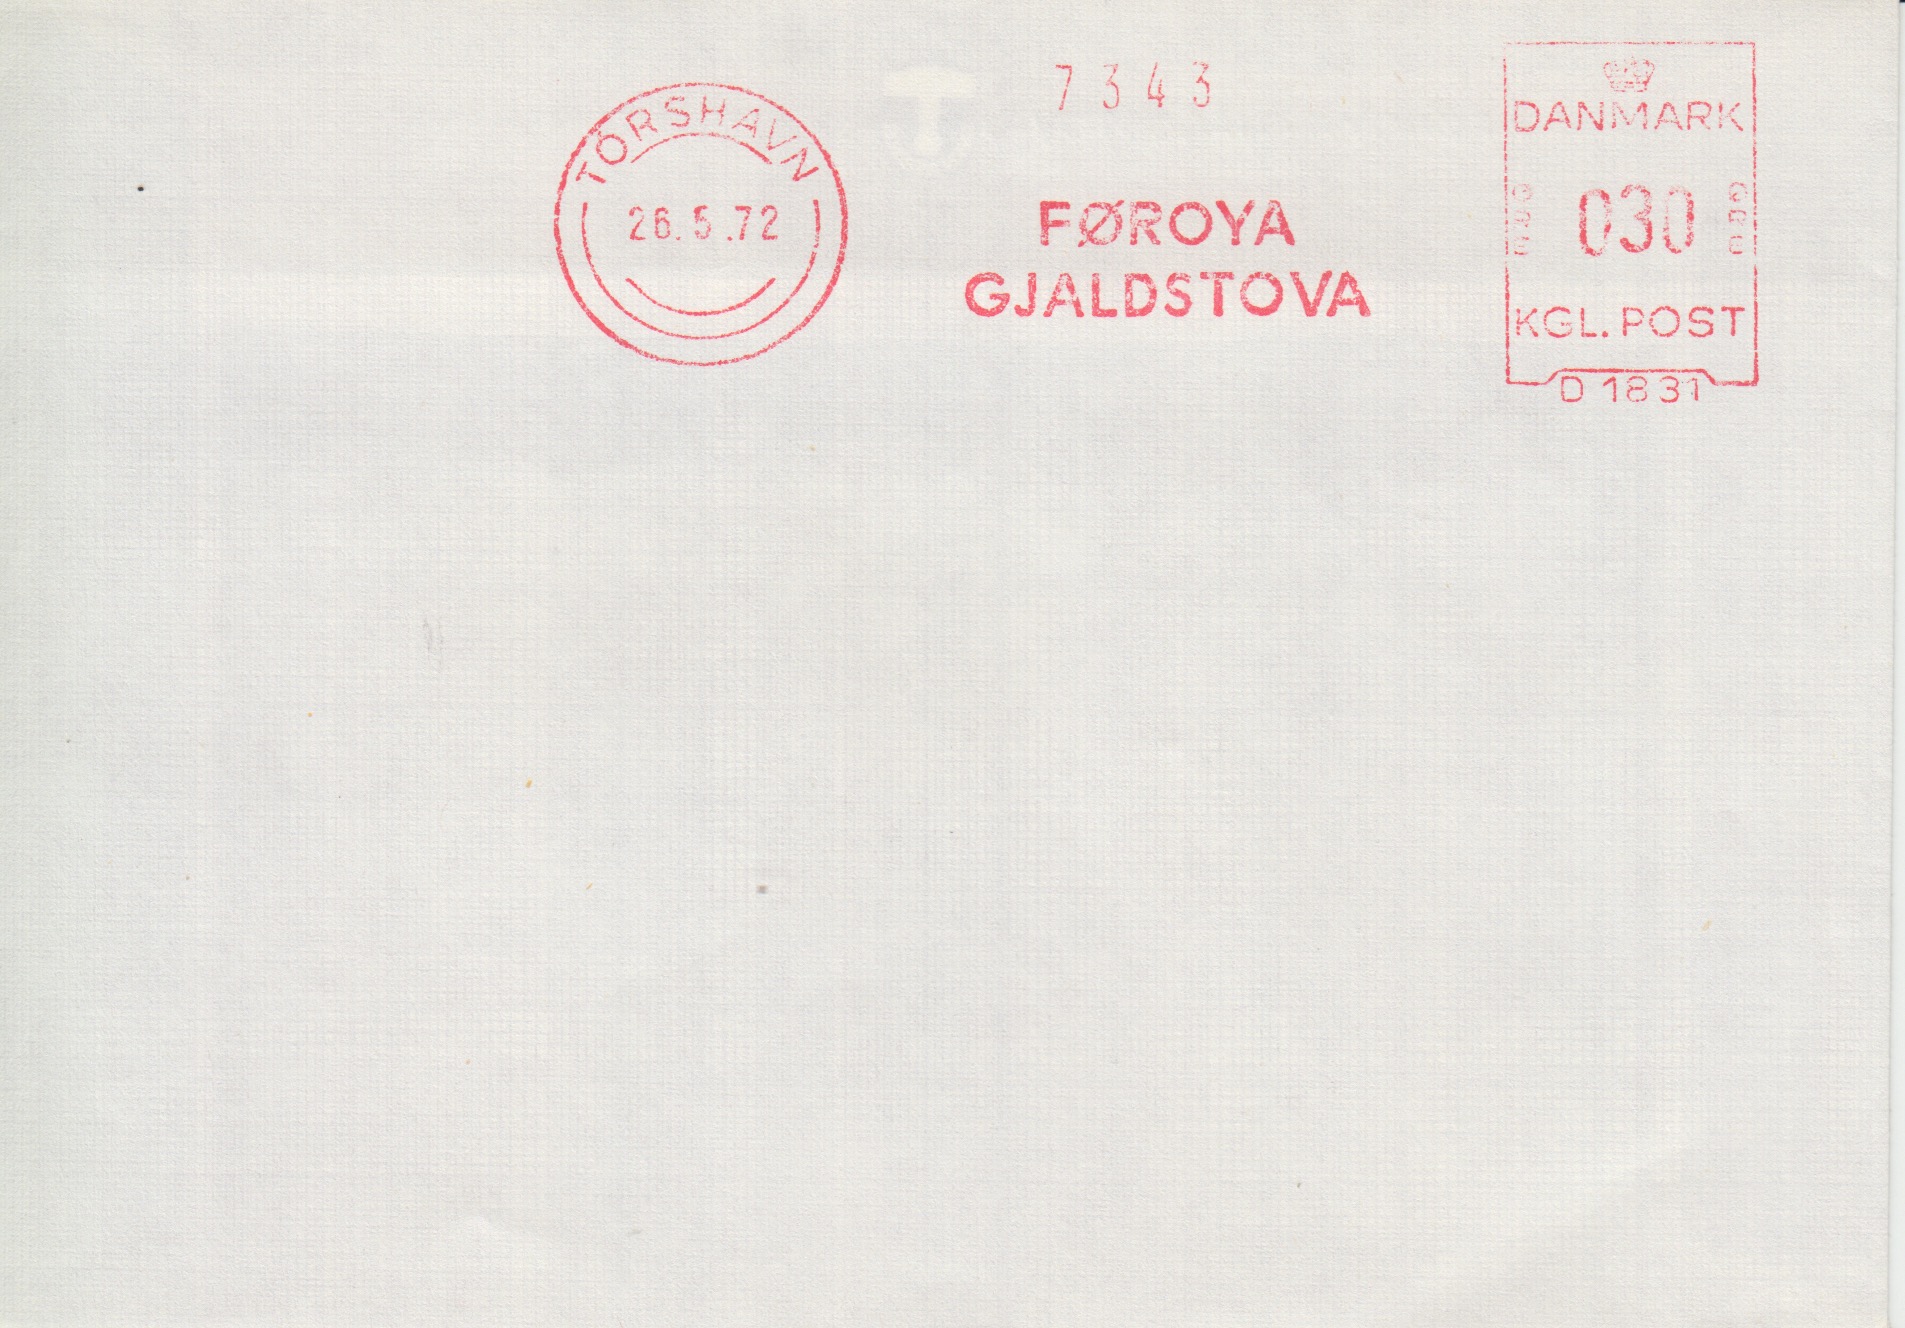 7343
TÓRSHAVN
26.5.72
FØROYA
GJALDSTOVA
DANMARK
030
KGL. POST
D 1831